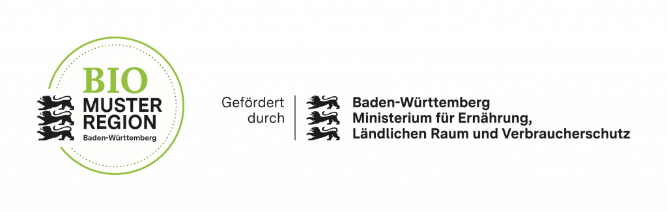 BIO
MUSTER
REGION
Baden-Württemberg
Gefördert
durch
Baden-Württemberg
Ministerium für Ernährung,
Ländlichen Raum und Verbraucherschutz